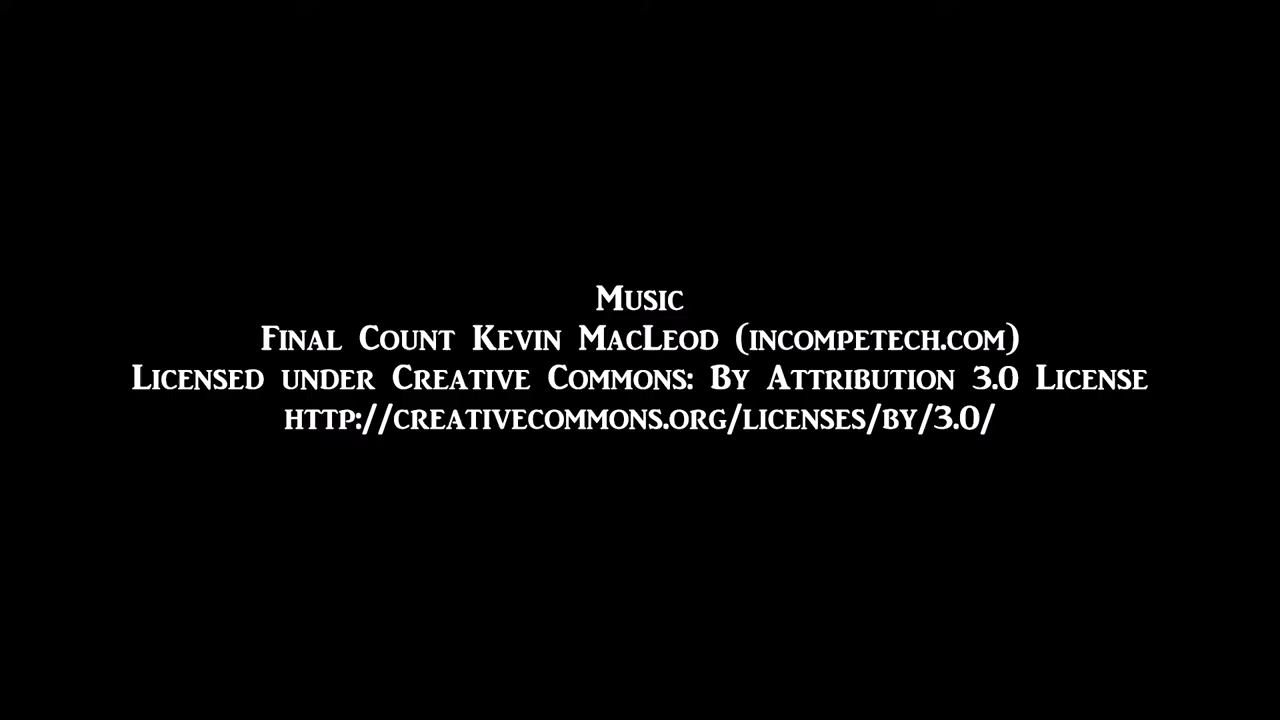 Music
Final Count Kevin MacLeod (incompetech.com)
Licensed under Creative Commons: By Attribution 3.0 License
http://creativecommons.org/licenses/by/3.0/